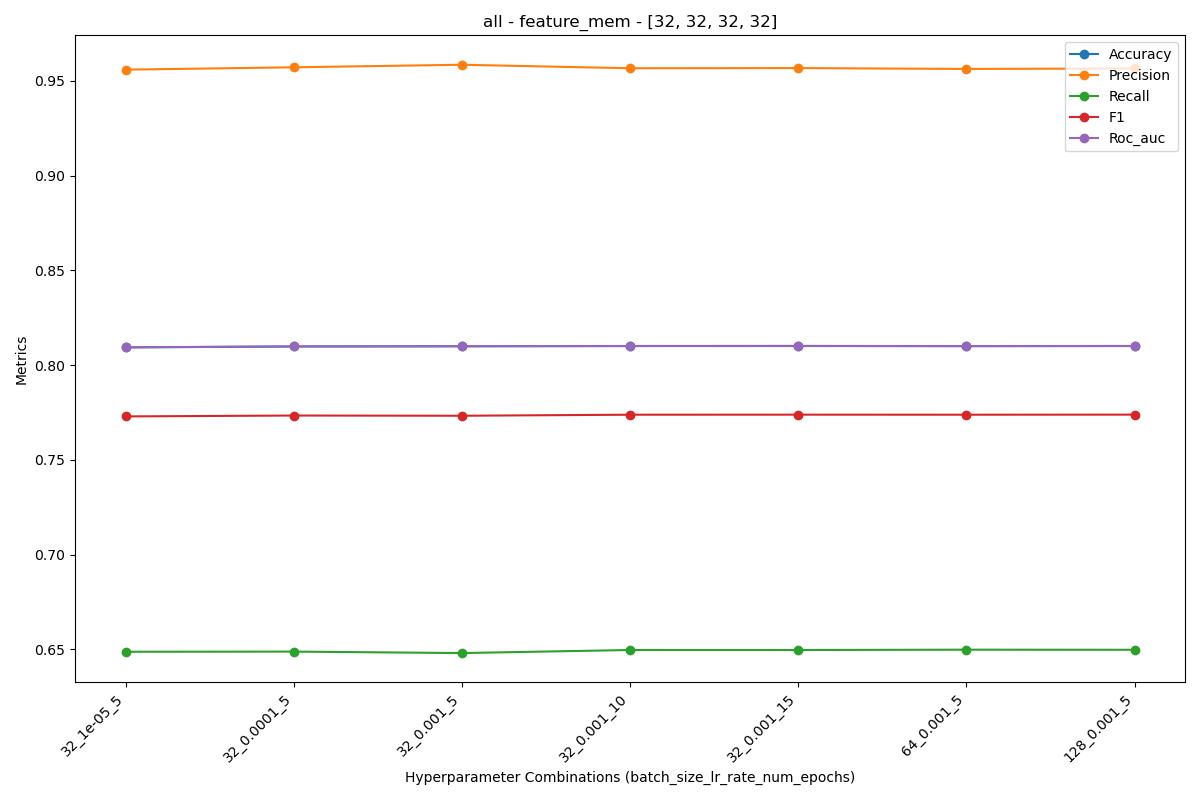 all - feature_mem - [32, 32, 32, 32]
Accuracy
Precision
Recall
F1
Roc_auc
Metrics
0.95
0.90
0.85
0.80
0.75
0.70
0.65
32_1e-05_5
32_0.0001_5
32_0.001_5
32_0.001_10
32_0.001_15
64_0.001_5
128_0.001_5
Hyperparameter Combinations (batch_size_lr_rate_num_epochs)